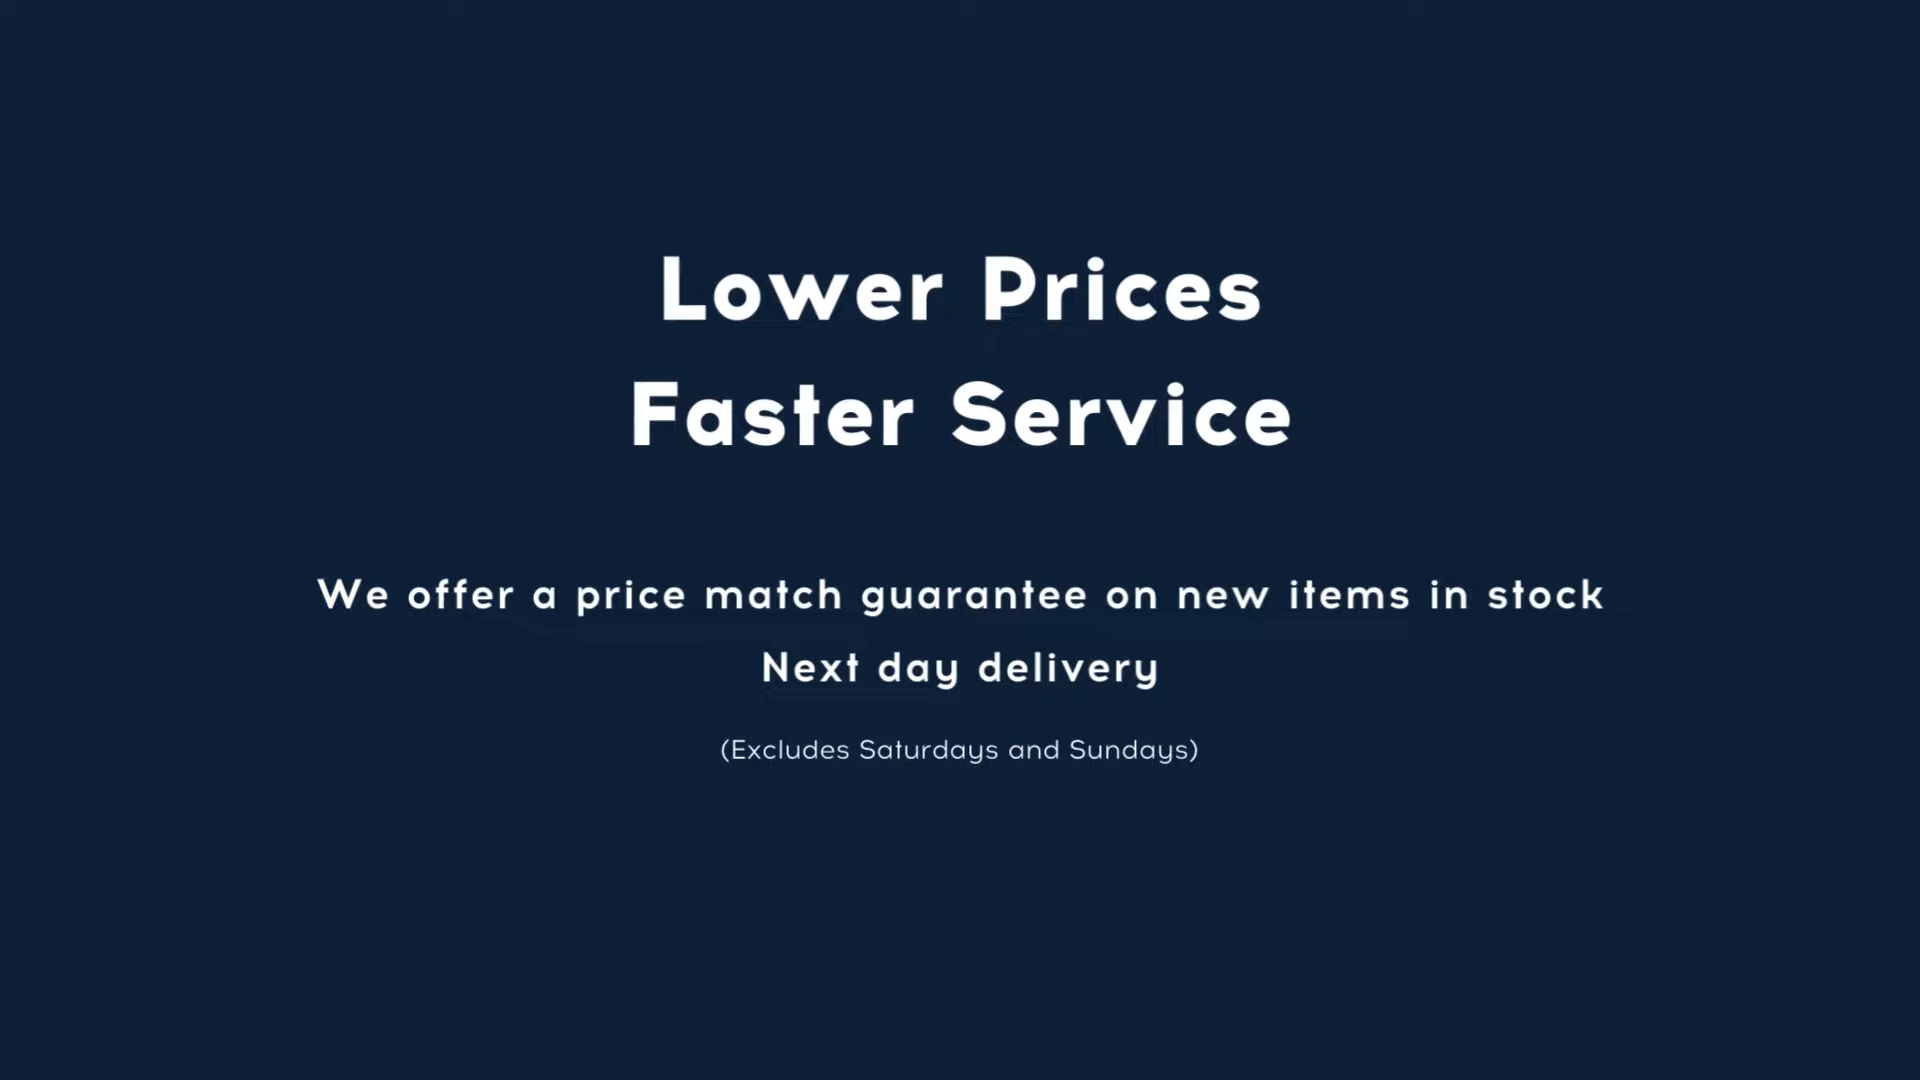 Lower Prices
Faster Service
We offer a price match guarantee on new items in stock
Next day delivery
(Excludes Saturdays and Sundays)